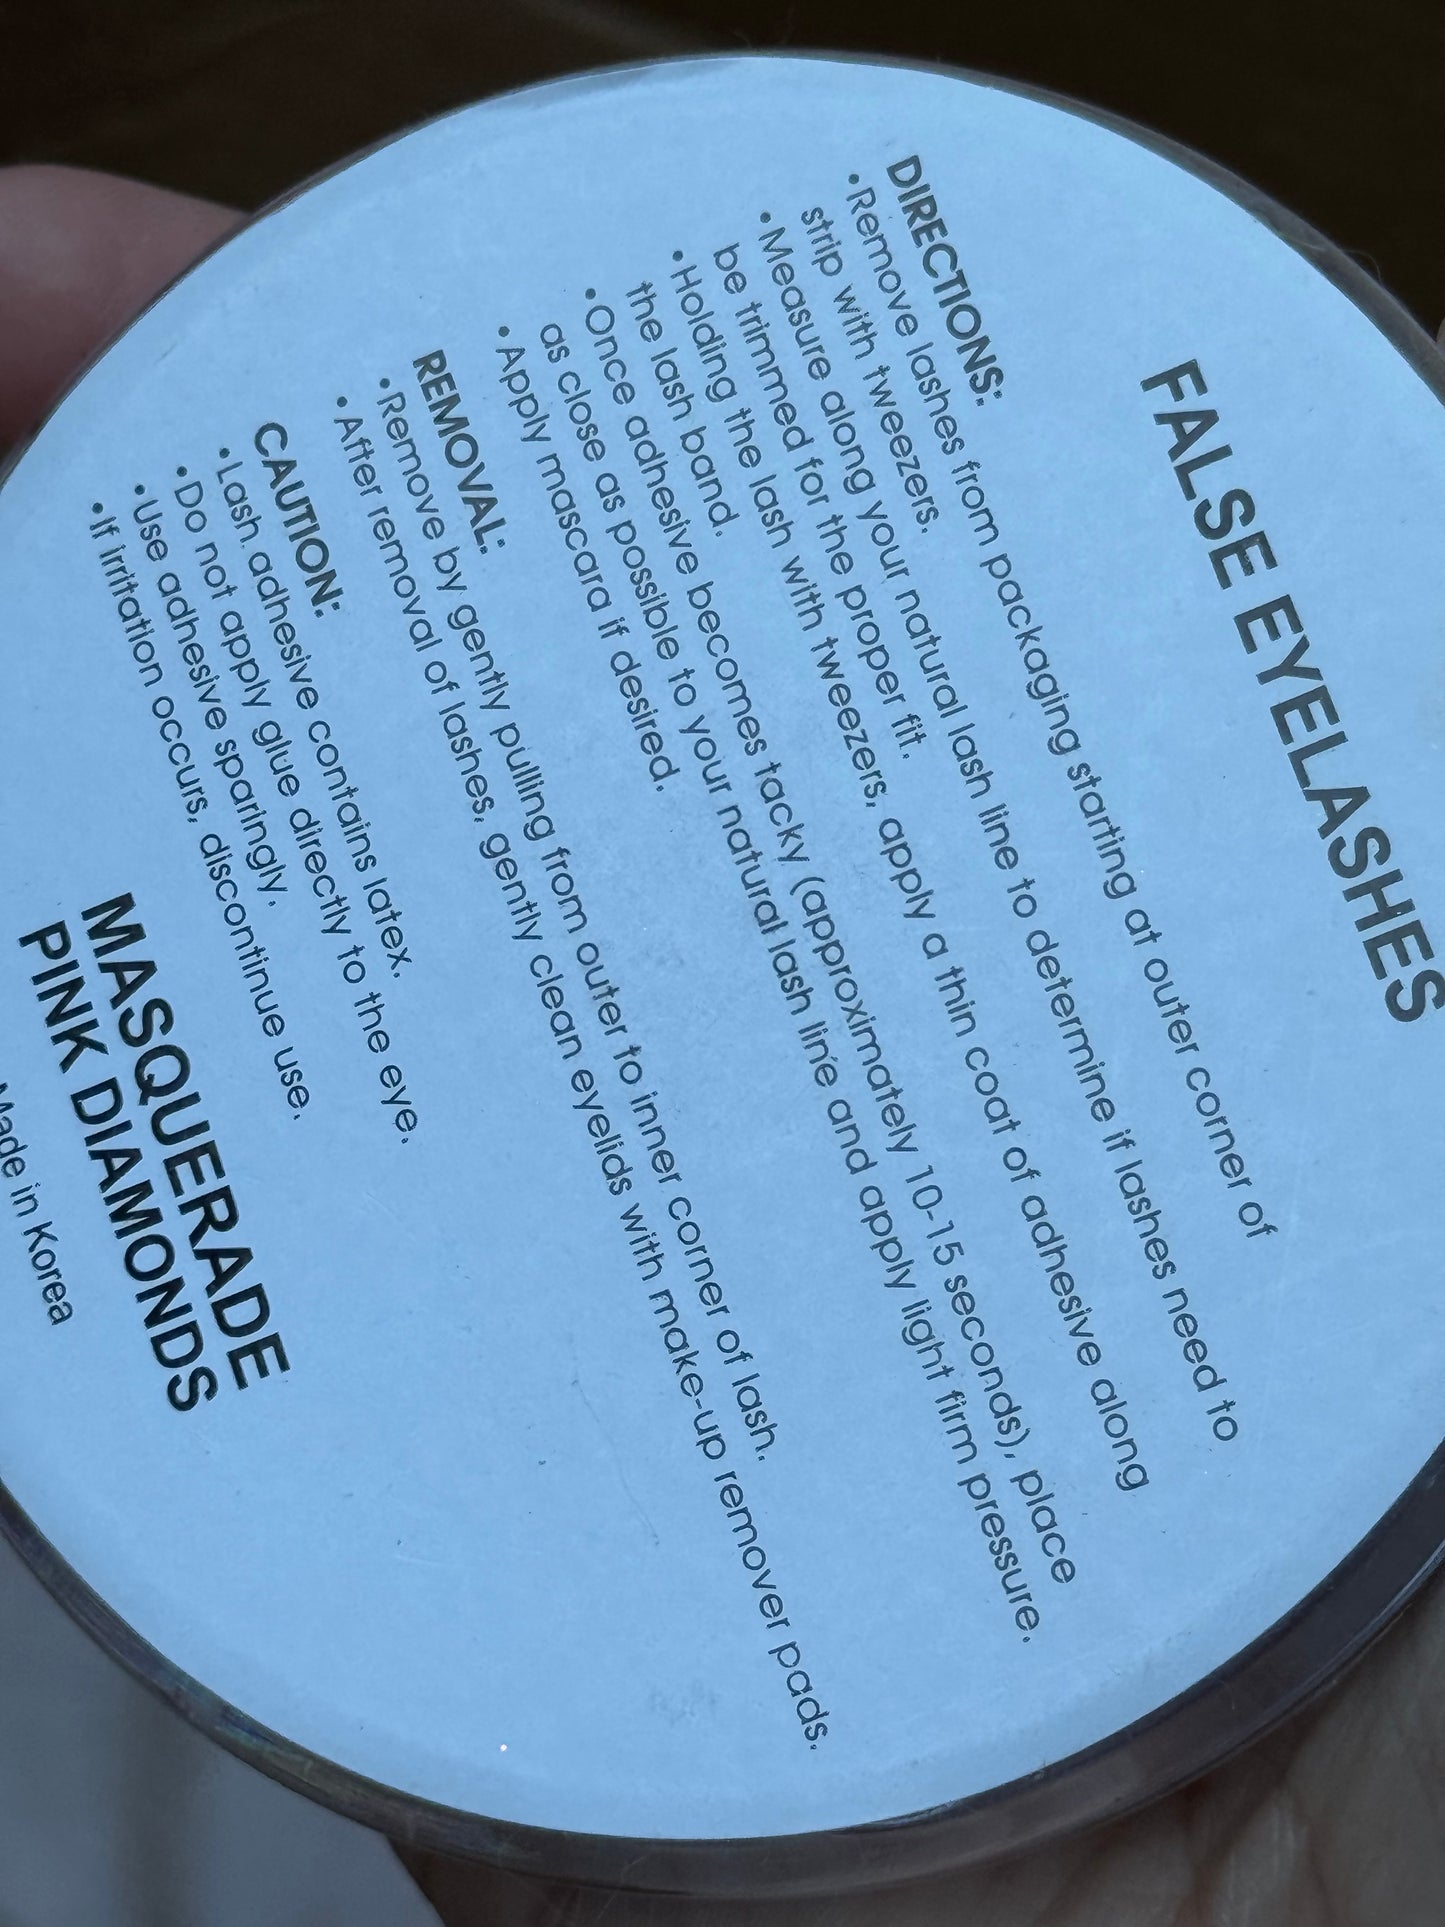 FALSE EYELASHES
DIRECTIONS:
•Remove lashes from packaging starting at outer corner of
strip with tweezers.
•Measure along your natural lash line to determine if lashes need to
be trimmed for the proper fit.
•Holding the lash with tweezers, apply a thin coat of adhesive along
the lash band.
•Once adhesive becomes tacky (approximately 10-15 seconds), place
as close as possible to your natural lash line and apply light firm pressure.
•Apply mascara if desired.
REMOVAL:
•Remove by gently pulling from outer to inner corner of lash.
•After removal of lashes, gently clean eyelids with make-up remover pads.
CAUTION:
•Lash adhesive contains latex.
•Do not apply glue directly to the eye.
•Use adhesive sparingly.
•If irritation occurs, discontinue use.
MASQUERADE
PINK DIAMONDS
Made in Korea